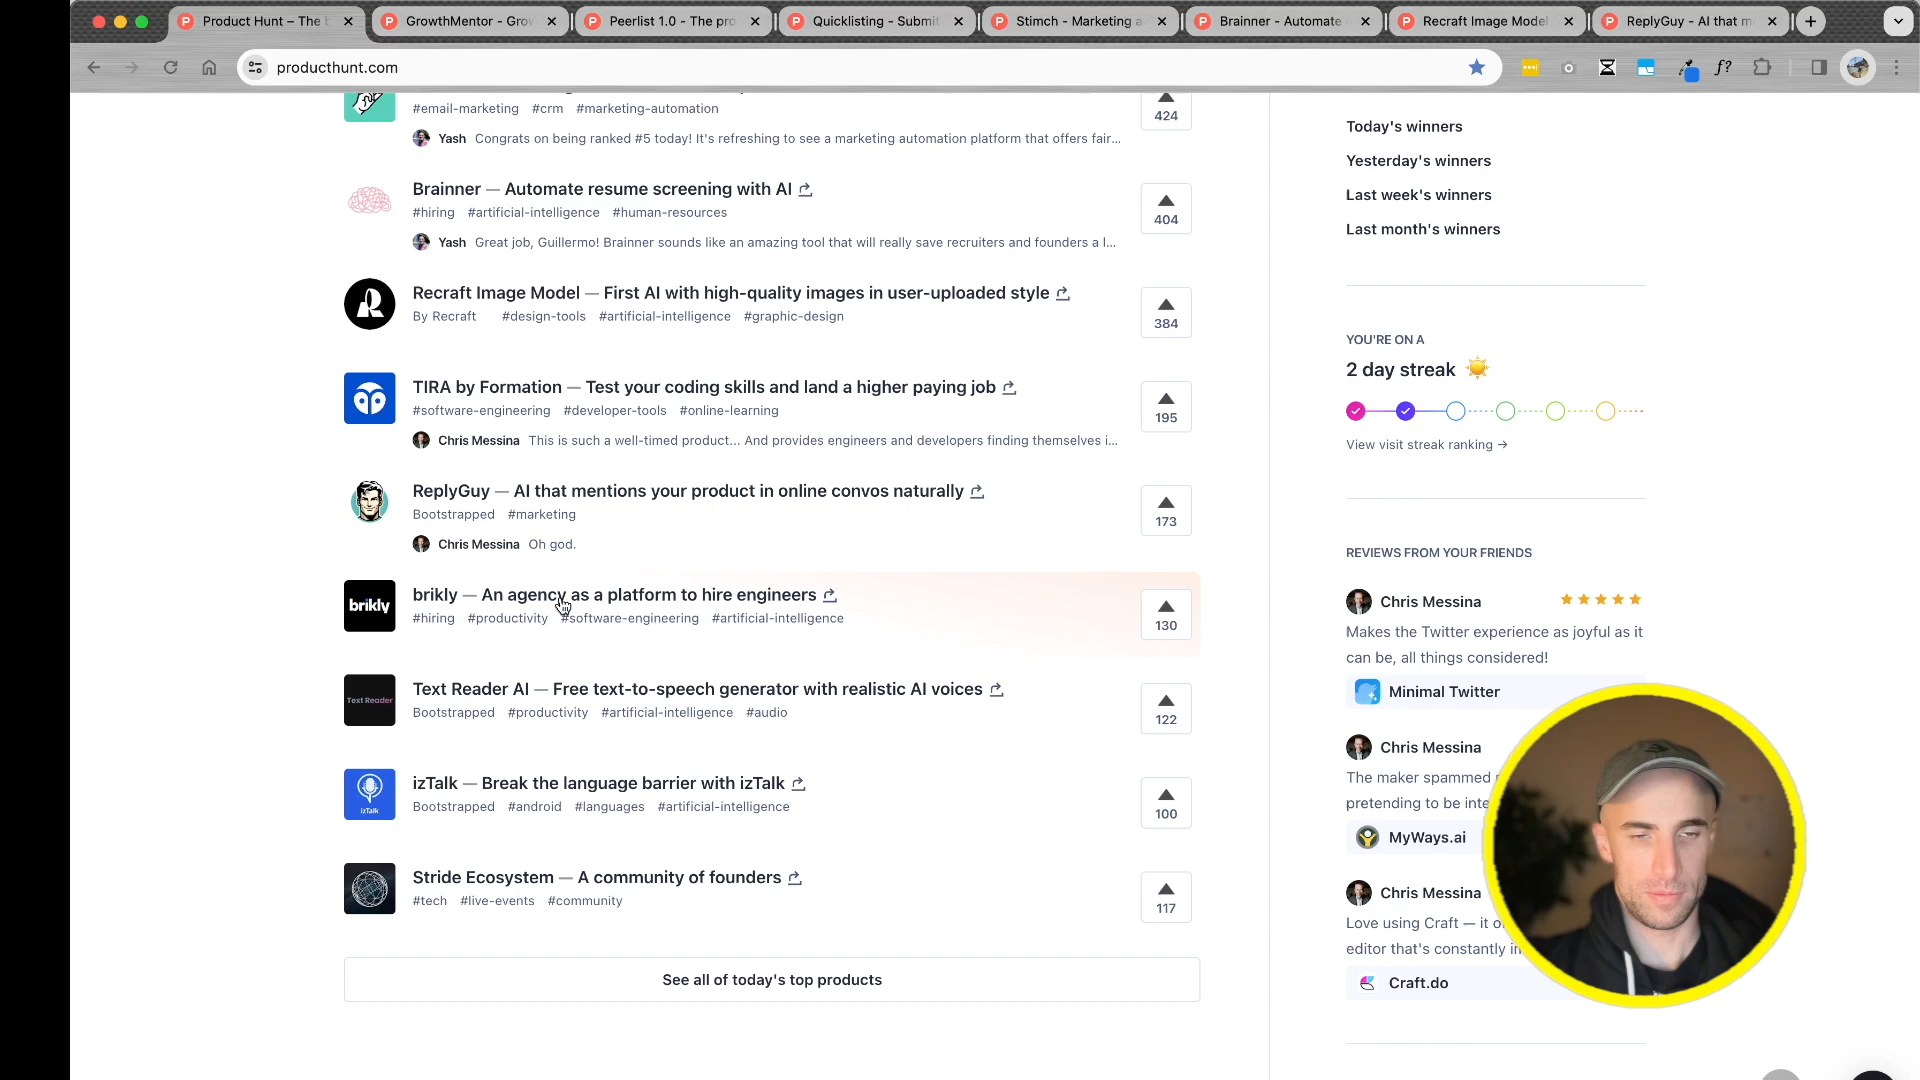 Product Hunt – The b
GrowthMentor - Grow
Peerlist 1.0 - The pro
Quicklisting - Submit
Stimch - Marketing a
Brainner - Automate
Recraft Image Model
ReplyGuy - AI that m
producthunt.com
#email-marketing #crm #marketing-automation
424
Yash Congrats on being ranked #5 today! It's refreshing to see a marketing automation platform that offers fair...
Brainner — Automate resume screening with AI
#hiring #artificial-intelligence #human-resources
404
Yash Great job, Guillermo! Brainner sounds like an amazing tool that will really save recruiters and founders a l...
Recraft Image Model — First AI with high-quality images in user-uploaded style
By Recraft #design-tools #artificial-intelligence #graphic-design
384
TIRA by Formation — Test your coding skills and land a higher paying job
#software-engineering #developer-tools #online-learning
195
Chris Messina This is such a well-timed product... And provides engineers and developers finding themselves i...
ReplyGuy — AI that mentions your product in online convos naturally
Bootstrapped #marketing
173
Chris Messina Oh god.
brikly
brikly — An agency as a platform to hire engineers
#hiring #productivity #software-engineering #artificial-intelligence
130
Text Reader
Text Reader AI — Free text-to-speech generator with realistic AI voices
Bootstrapped #productivity #artificial-intelligence #audio
122
izTalk
izTalk — Break the language barrier with izTalk
Bootstrapped #android #languages #artificial-intelligence
100
Stride Ecosystem — A community of founders
#tech #live-events #community
117
See all of today's top products
Today's winners
Yesterday's winners
Last week's winners
Last month's winners
YOU'RE ON A
2 day streak
View visit streak ranking →
REVIEWS FROM YOUR FRIENDS
Chris Messina
Makes the Twitter experience as joyful as it
can be, all things considered!
Minimal Twitter
Chris Messina
The maker spammed
pretending to be inte
MyWays.ai
Chris Messina
Love using Craft — it
editor that's constantly
Craft.do